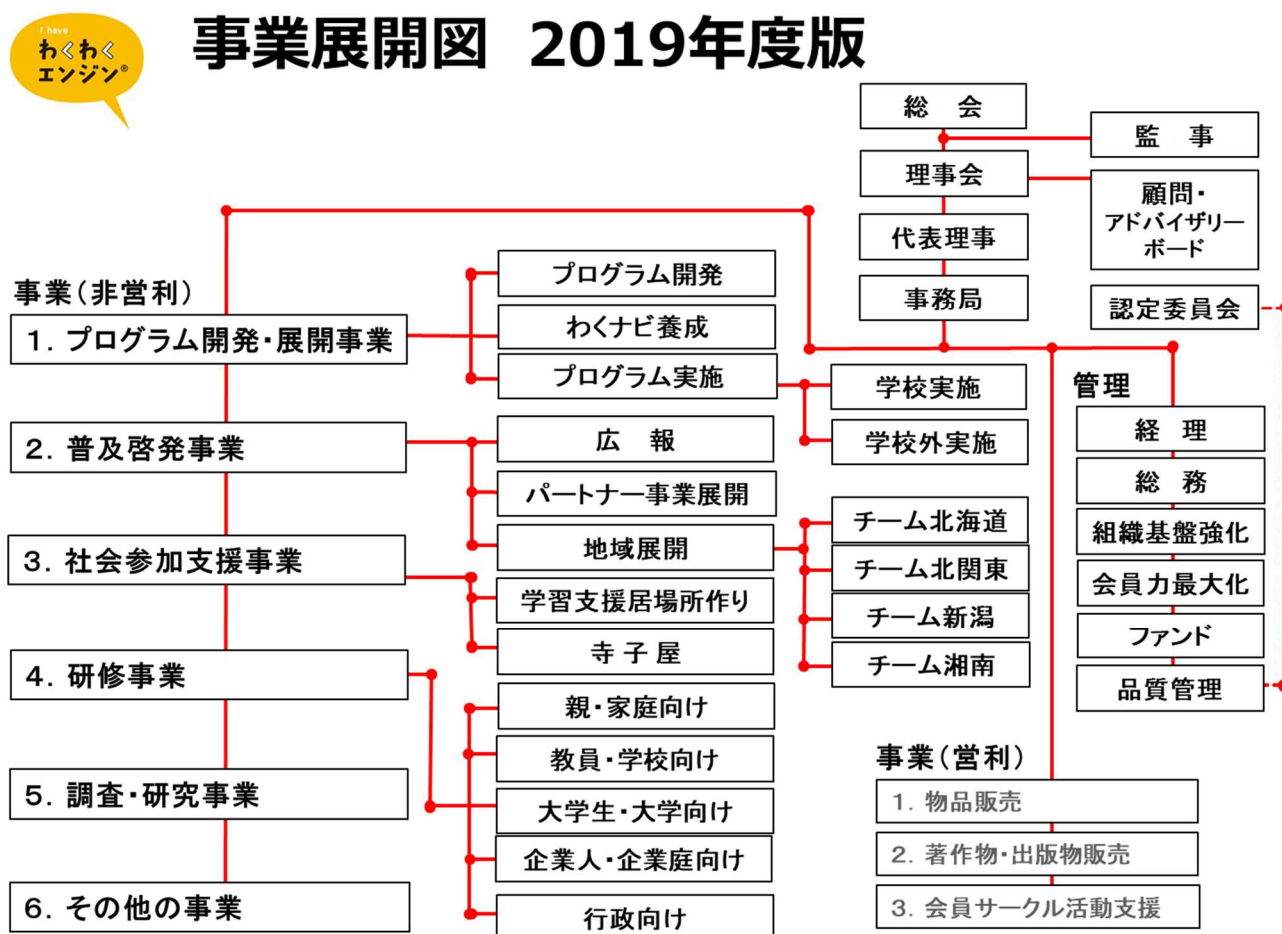 I have
わくわく
エンジン®
事業展開図 2019年度版
総 会
監 事
理事会
顧問・
アドバイザリー
ボード
代表理事
事務局
認定委員会
事業(非営利)
1. プログラム開発・展開事業
プログラム開発
わくナビ養成
プログラム実施
学校実施
学校外実施
2. 普及啓発事業
広 報
パートナー事業展開
地域展開
チーム北海道
チーム北関東
チーム新潟
チーム湘南
3. 社会参加支援事業
学習支援居場所作り
寺 子 屋
4. 研修事業
親・家庭向け
教員・学校向け
大学生・大学向け
企業人・企業庭向け
行政向け
5. 調査・研究事業
6. その他の事業
管理
経 理
総 務
組織基盤強化
会員力最大化
ファンド
品質管理
事業(営利)
1. 物品販売
2. 著作物・出版物販売
3. 会員サークル活動支援